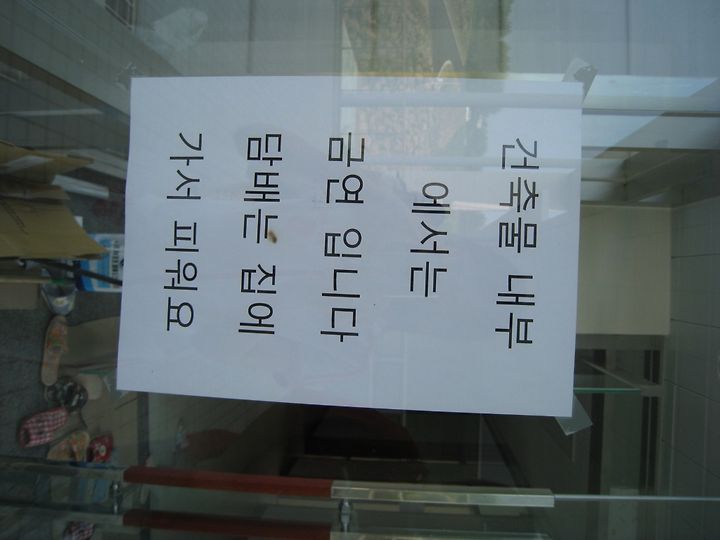 건축물 내부
에서는
금연 입니다
담배는 집에
가서 피워요